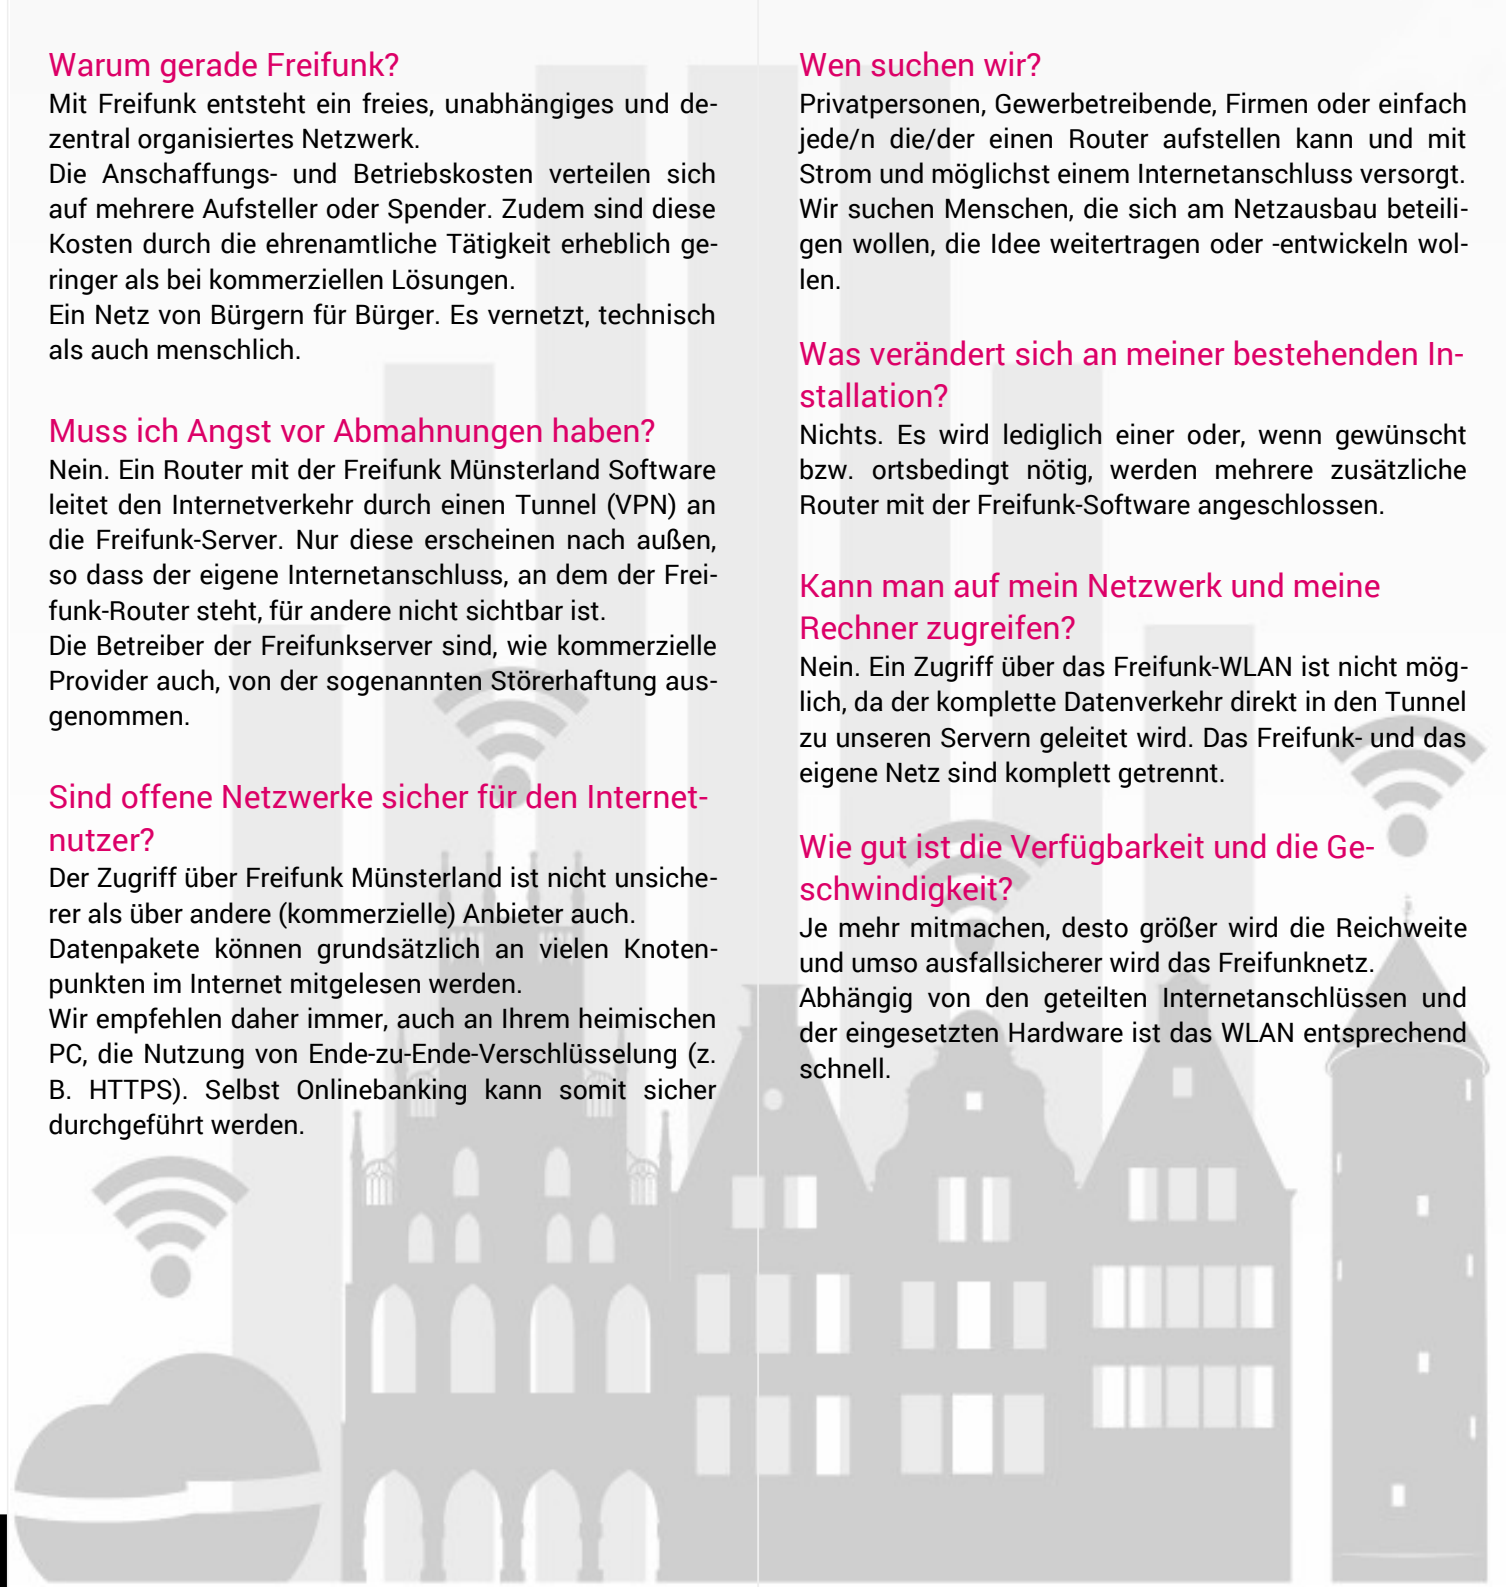 Warum gerade Freifunk?
Mit Freifunk entsteht ein freies, unabhängiges und de-
zentral organisiertes Netzwerk.
Die Anschaffungs- und Betriebskosten verteilen sich
auf mehrere Aufsteller oder Spender. Zudem sind diese
Kosten durch die ehrenamtliche Tätigkeit erheblich ge-
ringer als bei kommerziellen Lösungen.
Ein Netz von Bürgern für Bürger. Es vernetzt, technisch
als auch menschlich.
Muss ich Angst vor Abmahnungen haben?
Nein. Ein Router mit der Freifunk Münsterland Software
leitet den Internetverkehr durch einen Tunnel (VPN) an
die Freifunk-Server. Nur diese erscheinen nach außen,
so dass der eigene Internetanschluss, an dem der Frei-
funk-Router steht, für andere nicht sichtbar ist.
Die Betreiber der Freifunkserver sind, wie kommerzielle
Provider auch, von der sogenannten Störerhaftung aus-
genommen.
Sind offene Netzwerke sicher für den Internet-
nutzer?
Der Zugriff über Freifunk Münsterland ist nicht unsiche-
rer als über andere (kommerzielle) Anbieter auch.
Datenpakete können grundsätzlich an vielen Knoten-
punkten im Internet mitgelesen werden.
Wir empfehlen daher immer, auch an Ihrem heimischen
PC, die Nutzung von Ende-zu-Ende-Verschlüsselung (z.
B. HTTPS). Selbst Onlinebanking kann somit sicher
durchgeführt werden.
Wen suchen wir?
Privatpersonen, Gewerbetreibende, Firmen oder einfach
jede/n die/der einen Router aufstellen kann und mit
Strom und möglichst einem Internetanschluss versorgt.
Wir suchen Menschen, die sich am Netzausbau beteili-
gen wollen, die Idee weitertragen oder -entwickeln wol-
len.
Was verändert sich an meiner bestehenden In-
stallation?
Nichts. Es wird lediglich einer oder, wenn gewünscht
bzw. ortsbedingt nötig, werden mehrere zusätzliche
Router mit der Freifunk-Software angeschlossen.
Kann man auf mein Netzwerk und meine
Rechner zugreifen?
Nein. Ein Zugriff über das Freifunk-WLAN ist nicht mög-
lich, da der komplette Datenverkehr direkt in den Tunnel
zu unseren Servern geleitet wird. Das Freifunk- und das
eigene Netz sind komplett getrennt.
Wie gut ist die Verfügbarkeit und die Ge-
schwindigkeit?
Je mehr mitmachen, desto größer wird die Reichweite
und umso ausfallsicherer wird das Freifunknetz.
Abhängig von den geteilten Internetanschlüssen und
der eingesetzten Hardware ist das WLAN entsprechend
schnell.